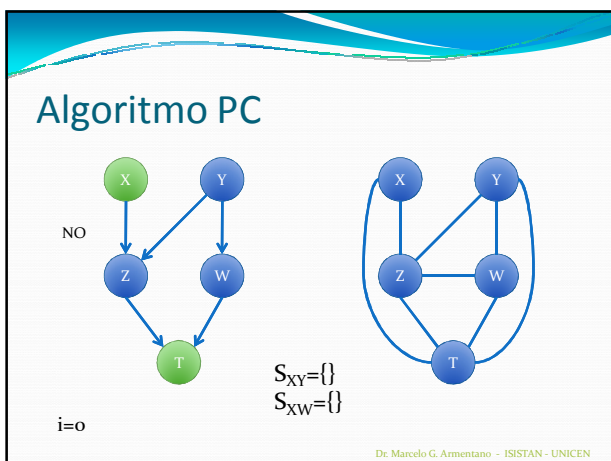 Algoritmo PC
X
Y
X
Y
NO
Z
W
Z
W
T
T
S_XY={}
S_XW={}
i=0
Dr. Marcelo G. Armentano - ISISTAN - UNICEN